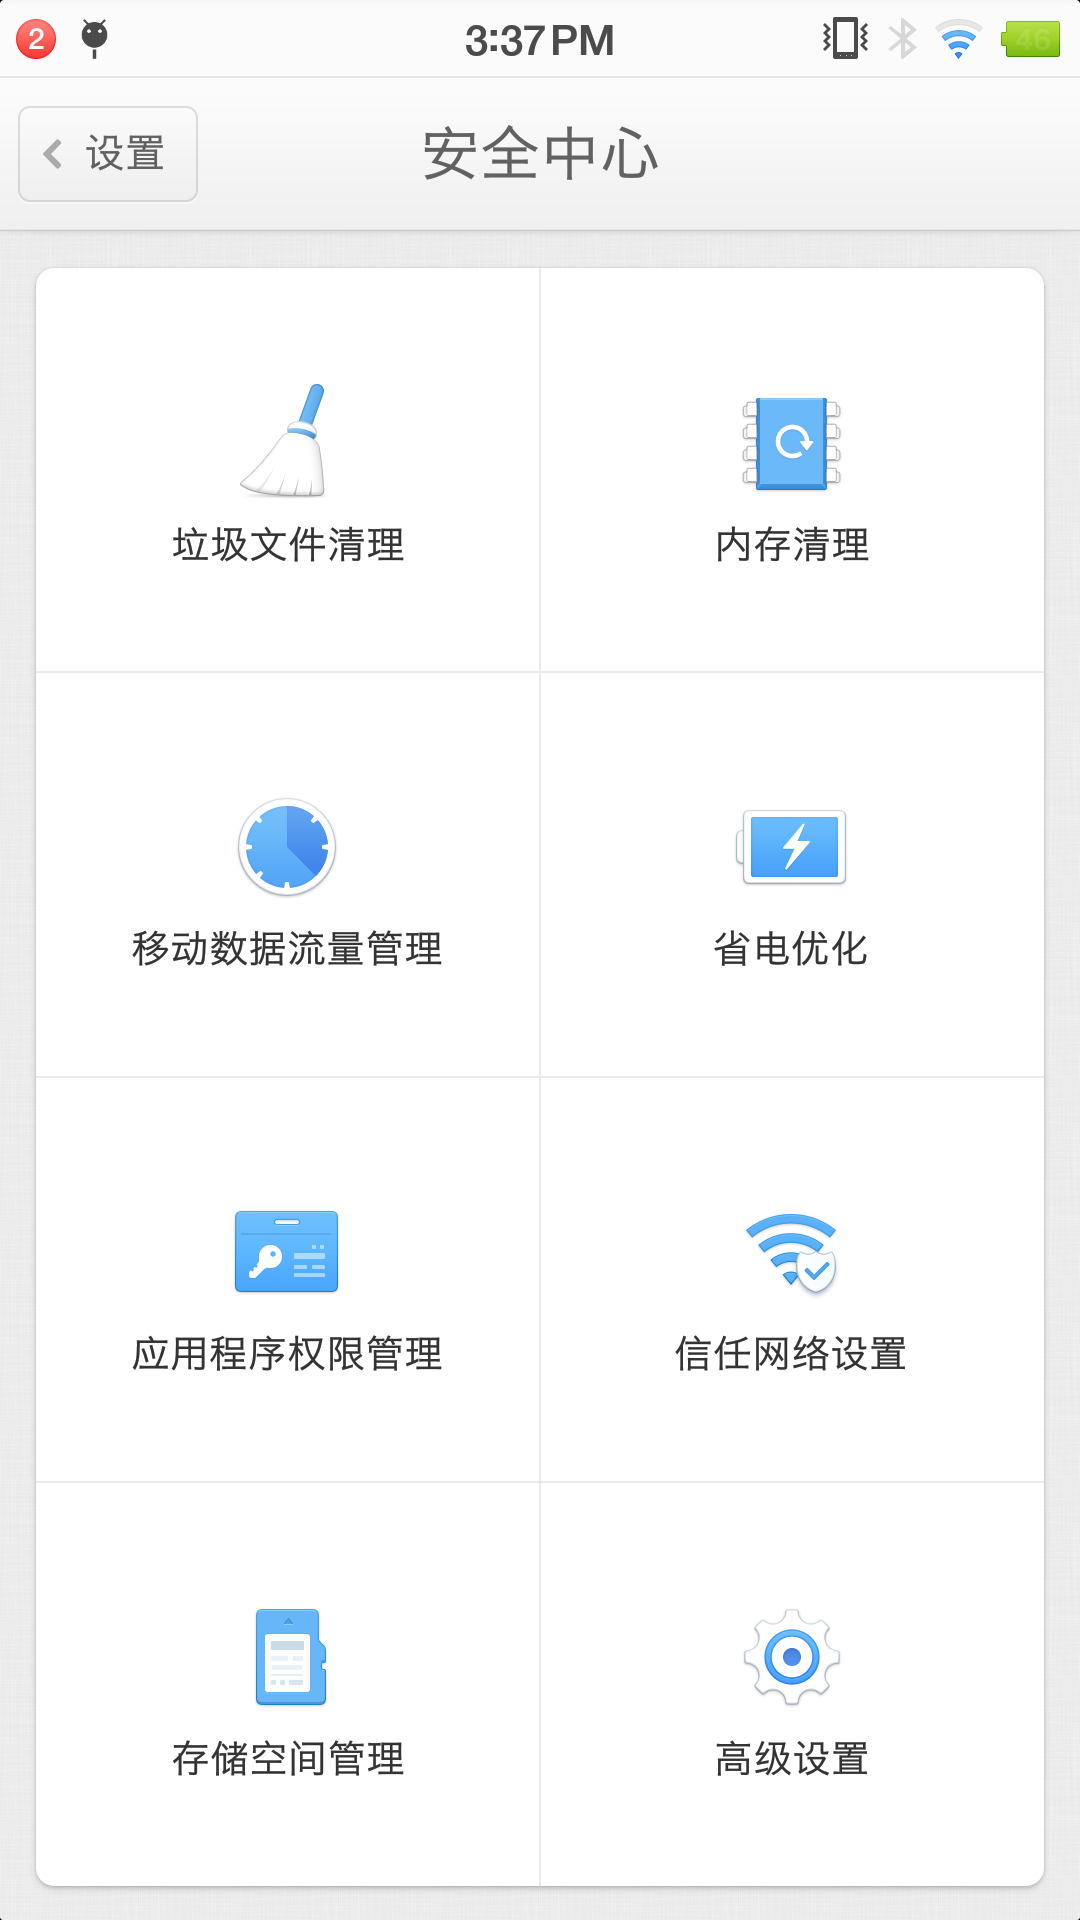 2
3:37 PM
46
设置
安全中心
垃圾文件清理
内存清理
移动数据流量管理
省电优化
应用程序权限管理
信任网络设置
存储空间管理
高级设置